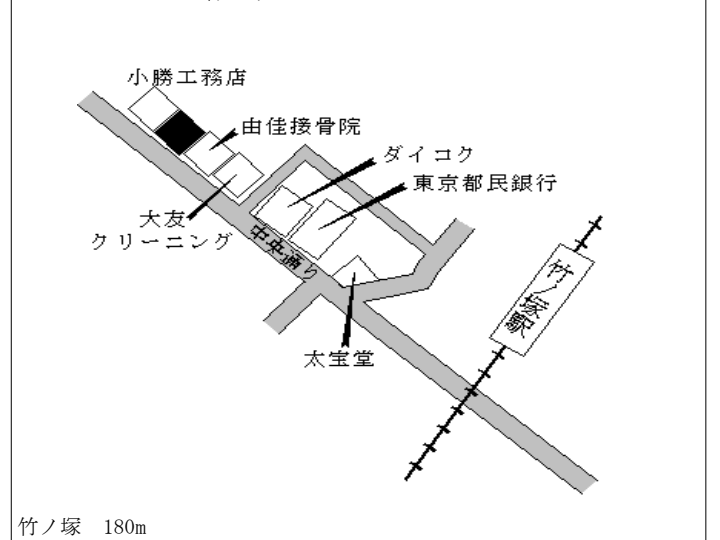 小勝工務店
由佳接骨院
ダイコク
東京都民銀行
大友
クリーニング
中央通り
竹ノ塚駅
太宝堂
竹ノ塚　180m